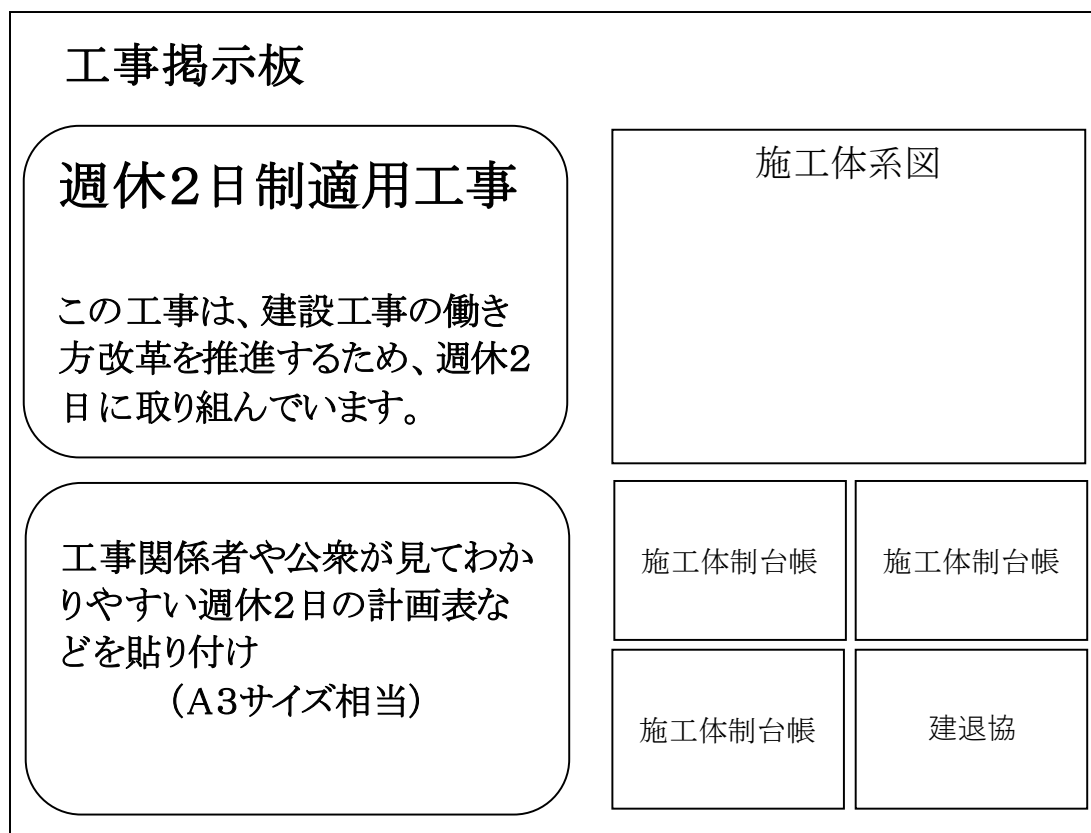 工事掲示板
週休2日制適用工事
この工事は、建設工事の働き
方改革を推進するため、週休2
日に取り組んでいます。
工事関係者や公衆が見てわか
りやすい週休2日の計画表な
どを貼り付け
(A3サイズ相当)
施工体系図
施工体制台帳
施工体制台帳
施工体制台帳
建退協